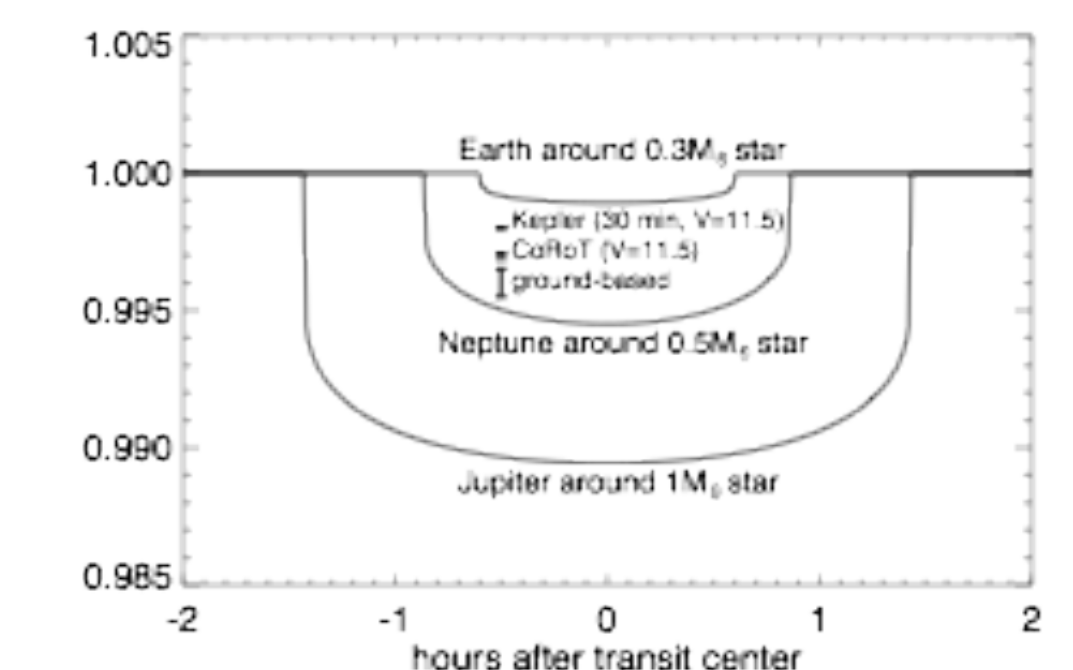 1.005
Earth around 0.3M☉ star
1.000
Kepler (30 min, V=11.5)
CoRoT (V=11.5)
ground-based
0.995
Neptune around 0.5M☉ star
0.990
Jupiter around 1M☉ star
0.985
-2 -1 0 1 2
hours after transit center